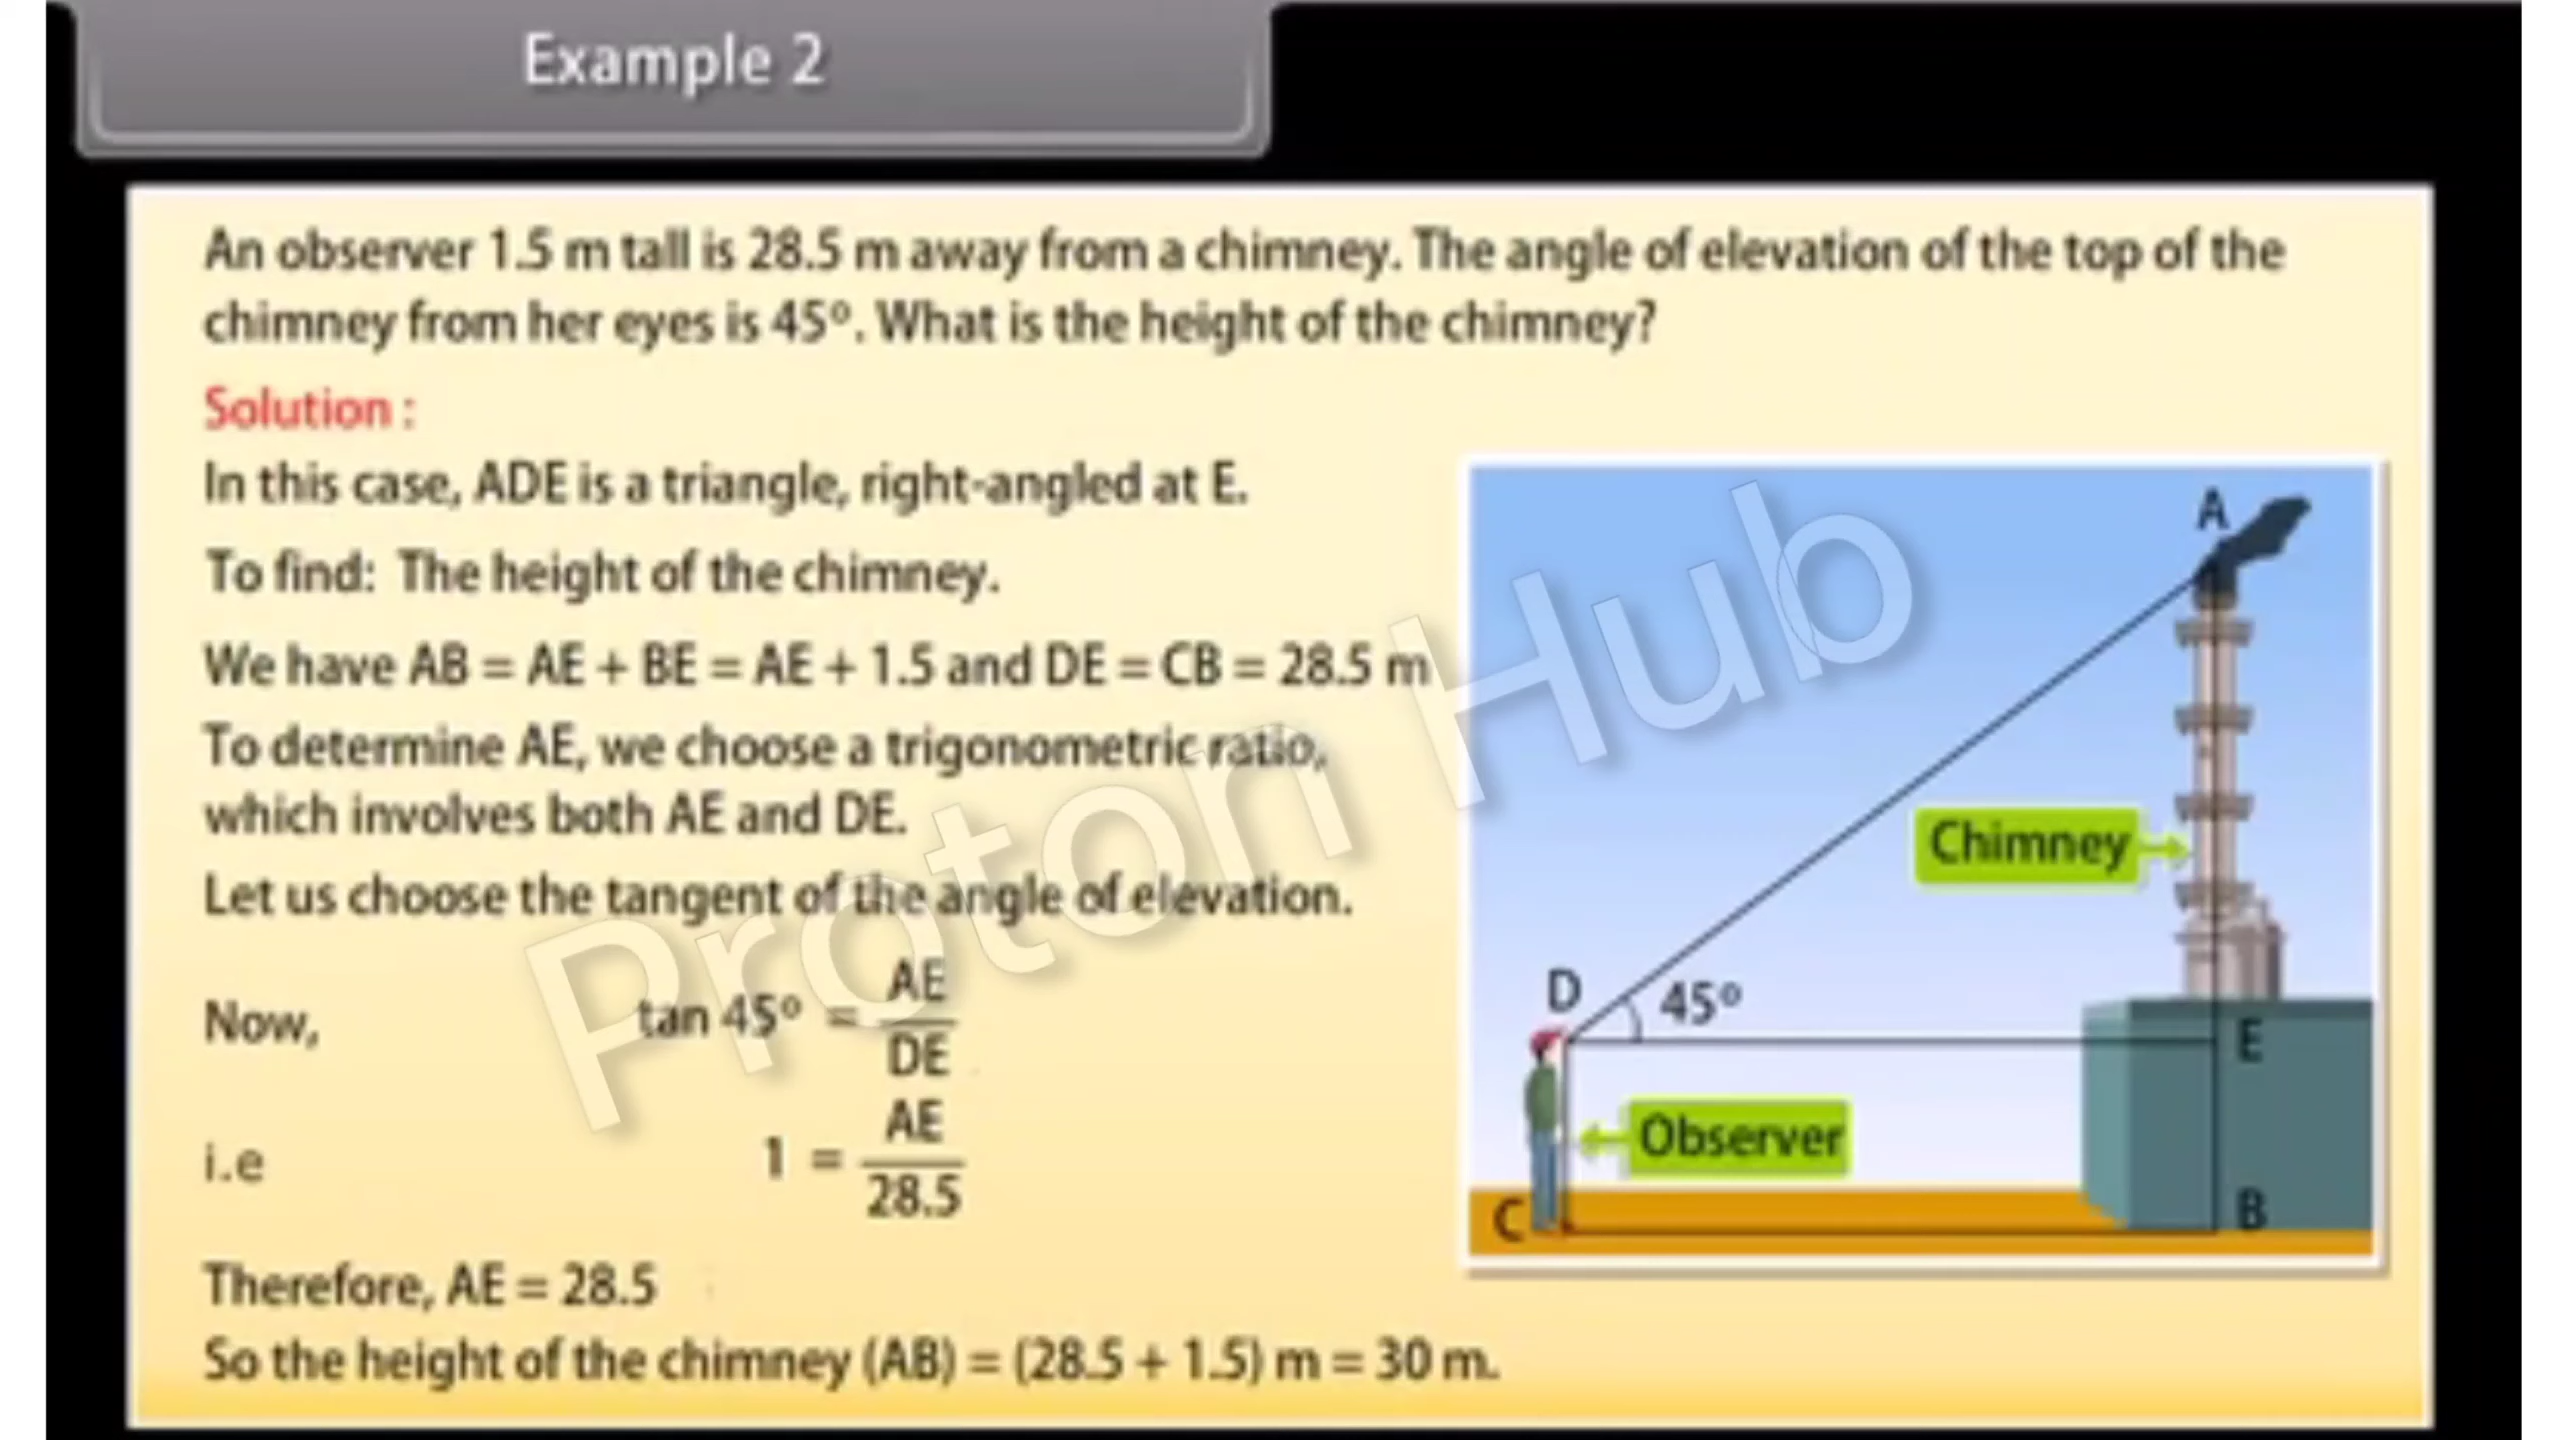 Example 2
An observer 1.5 m tall is 28.5 m away from a chimney. The angle of elevation of the top of the
chimney from her eyes is 45º. What is the height of the chimney?
Solution :
In this case, ADE is a triangle, right-angled at E.
To find: The height of the chimney.
We have AB = AE + BE = AE + 1.5 and DE = CB = 28.5 m
To determine AE, we choose a trigonometric ratio,
which involves both AE and DE.
Let us choose the tangent of the angle of elevation.
Now, tan 45º = AE/DE
i.e 1 = AE/28.5
Therefore, AE = 28.5
So the height of the chimney (AB) = (28.5 + 1.5) m = 30 m.
A
Chimney
D 45º
E
Observer
C B
Proton Hub